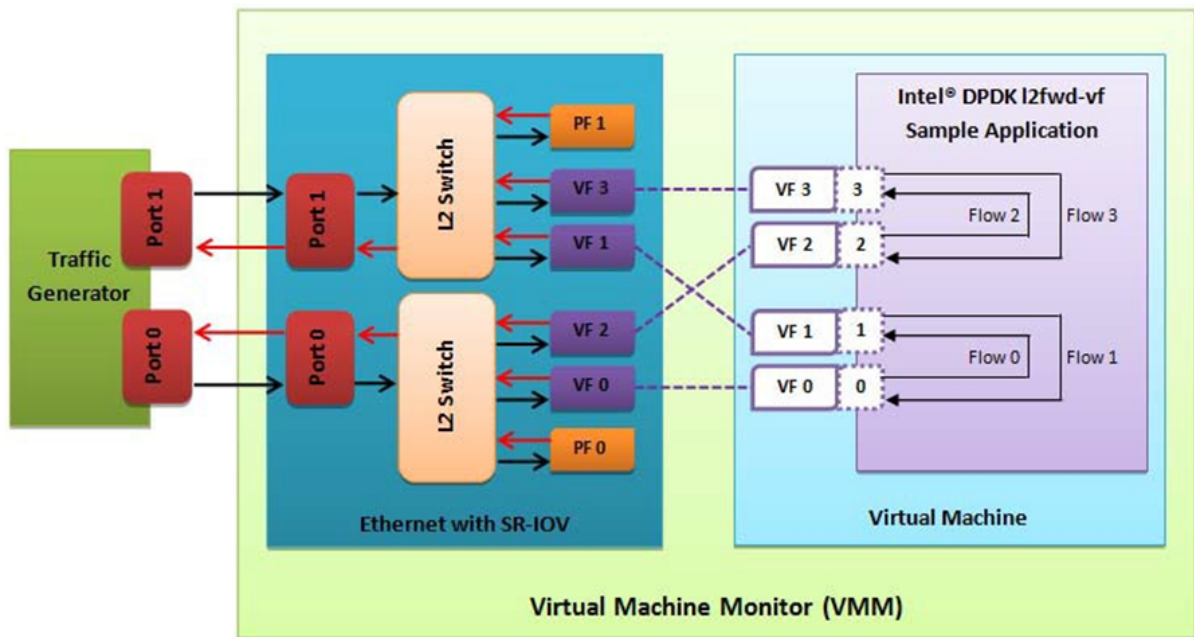 Traffic
Generator
Port 1
Port 0
Port 1
Port 0
L2 Switch
L2 Switch
PF 1
VF 3
VF 1
VF 2
VF 0
PF 0
Ethernet with SR-IOV
Intel® DPDK l2fwd-vf
Sample Application
VF 3 3
VF 2 2
Flow 2 Flow 3
VF 1 1
VF 0 0
Flow 0 Flow 1
Virtual Machine
Virtual Machine Monitor (VMM)